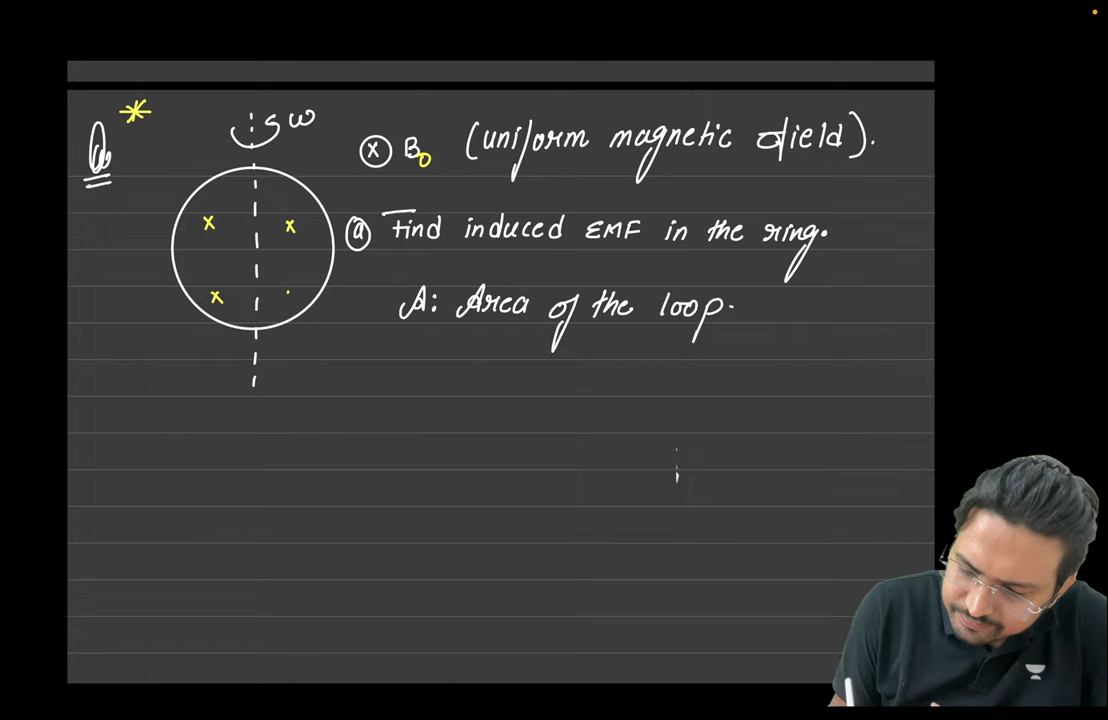 Q *
ω
(x) B₀ (uniform magnetic field).
x x
(a) Find induced EMF in the ring.
x
A: Area of the loop.